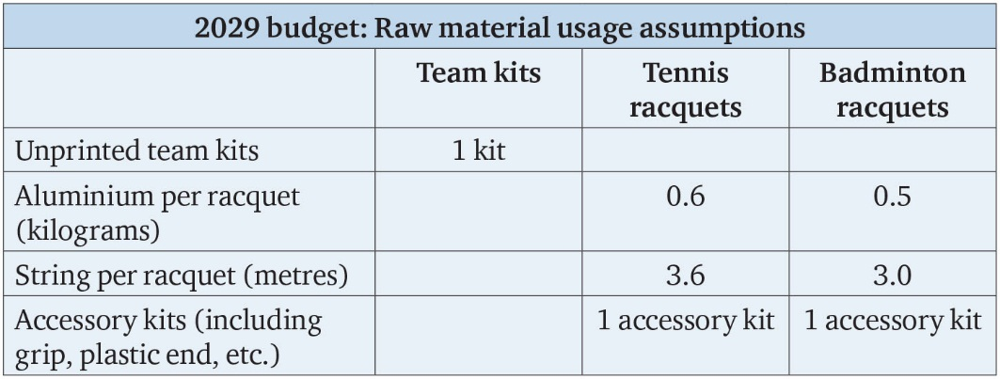 2029 budget: Raw material usage assumptions
Team kits Tennis racquets Badminton racquets
Unprinted team kits 1 kit
Aluminium per racquet (kilograms) 0.6 0.5
String per racquet (metres) 3.6 3.0
Accessory kits (including grip, plastic end, etc.) 1 accessory kit 1 accessory kit